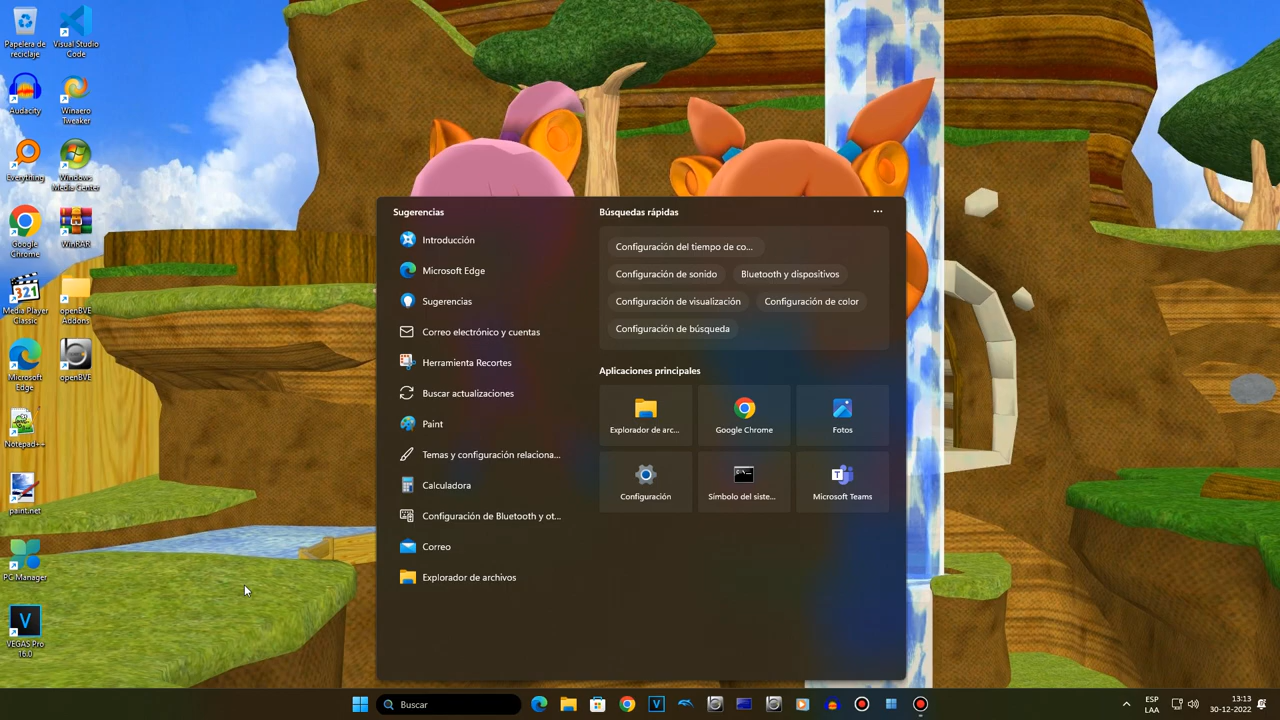 Papelera de
reciclaje
Visual Studio
Code
Audacity
Winaero
Tweaker
Everything
Windows
Media Center
Google
Chrome
WinRAR
Media Player
Classic
openBVE
Addons
Microsoft
Edge
openBVE
Notepad++
paint.net
PC Manager
VEGAS Pro
16.0
Sugerencias
Introducción
Microsoft Edge
Sugerencias
Correo electrónico y cuentas
Herramienta Recortes
Buscar actualizaciones
Paint
Temas y configuración relaciona...
Calculadora
Configuración de Bluetooth y ot...
Correo
Explorador de archivos
Búsquedas rápidas
Configuración del tiempo de co...
Configuración de sonido
Bluetooth y dispositivos
Configuración de visualización
Configuración de color
Configuración de búsqueda
Aplicaciones principales
Explorador de arc...
Google Chrome
Fotos
Configuración
Símbolo del siste...
Microsoft Teams
Buscar
ESP
LAA
13:13
30-12-2022